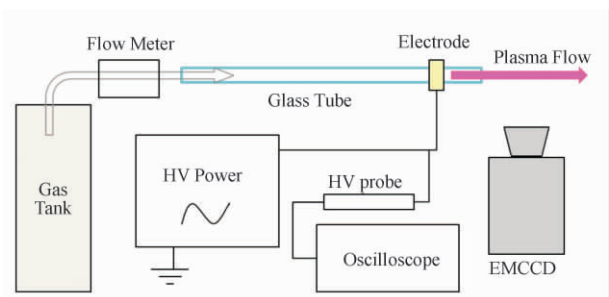 Flow Meter
Electrode
Plasma Flow
Glass Tube
Gas
Tank
HV Power
HV probe
Oscilloscope
EMCCD